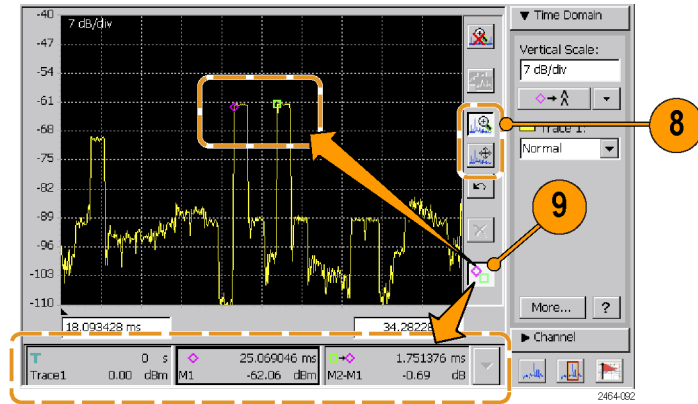 -40
7 dB/div
-47
-54
-61
-68
-75
-82
-89
-96
-103
-110
18.093428 ms
T
0 s
Trace1
0.00 dBm
25.069046 ms
M1
-62.06 dBm
1.751376 ms
M2-M1
-0.69 dB
Time Domain
Vertical Scale:
7 dB/div
Trace 1:
Normal
More...
?
Channel
8
9
2464-092